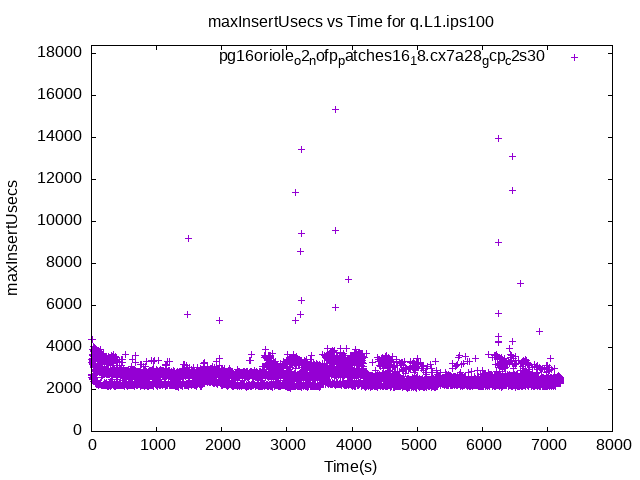 maxInsertUsecs vs Time for q.L1.ips100
pg16oriole_o2_nofp_patches16_18.cx7a28_gcp_c2s30
18000
16000
14000
12000
10000
8000
6000
4000
2000
0
maxInsertUsecs
0 1000 2000 3000 4000 5000 6000 7000 8000
Time(s)